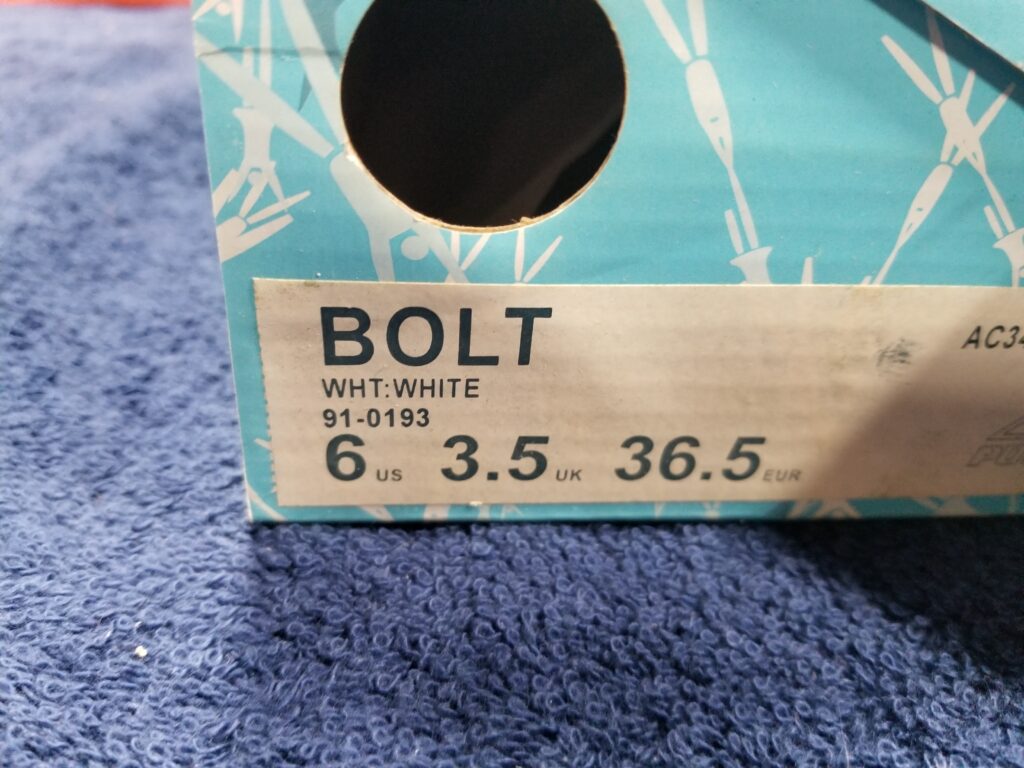 BOLT
WHT:WHITE
91-0193
6 US 3.5 UK 36.5 EUR